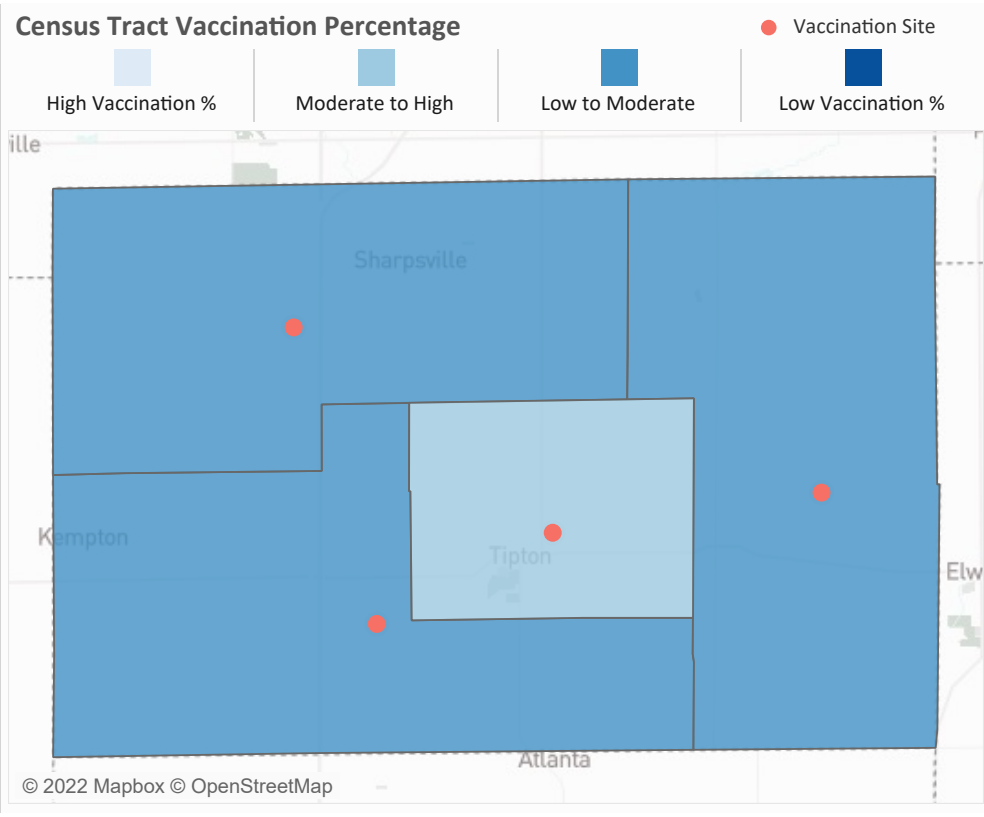 Census Tract Vaccination Percentage
Vaccination Site
High Vaccination %
Moderate to High
Low to Moderate
Low Vaccination %
ille
Sharpsville
Kempton
Tipton
Elw
Atlanta
© 2022 Mapbox © OpenStreetMap